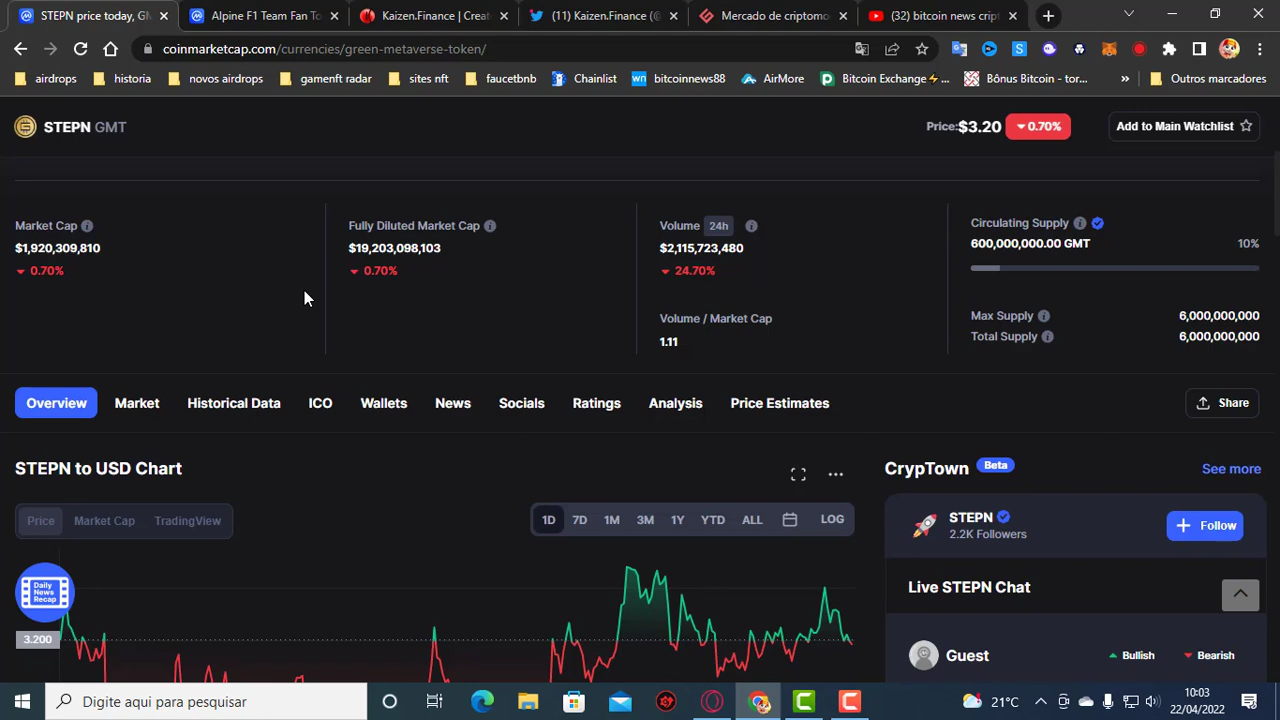 STEPN price today, GM
Alpine F1 Team Fan To
Kaizen.Finance | Creat
(11) Kaizen.Finance (@
Mercado de criptomo
(32) bitcoin news crip
coinmarketcap.com/currencies/green-metaverse-token/
airdrops
historia
novos airdrops
gamenft radar
sites nft
faucetbnb
Chainlist
wn bitcoinnews88
AirMore
Bitcoin Exchange⚡...
Bônus Bitcoin - tor...
»
Outros marcadores
STEPN GMT
Price:$3.20
0.70%
Add to Main Watchlist
Market Cap
$1,920,309,810
0.70%
Fully Diluted Market Cap
$19,203,098,103
0.70%
Volume 24h
$2,115,723,480
24.70%
Volume / Market Cap
1.11
Circulating Supply
600,000,000.00 GMT 10%
Max Supply 6,000,000,000
Total Supply 6,000,000,000
Overview
Market
Historical Data
ICO
Wallets
News
Socials
Ratings
Analysis
Price Estimates
Share
STEPN to USD Chart
Price
Market Cap
TradingView
1D
7D
1M
3M
1Y
YTD
ALL
LOG
Daily
News
Recap
3.200
CrypTown Beta
See more
STEPN
2.2K Followers
+ Follow
Live STEPN Chat
Guest
Bullish
Bearish
Digite aqui para pesquisar
21°C
10:03
22/04/2022